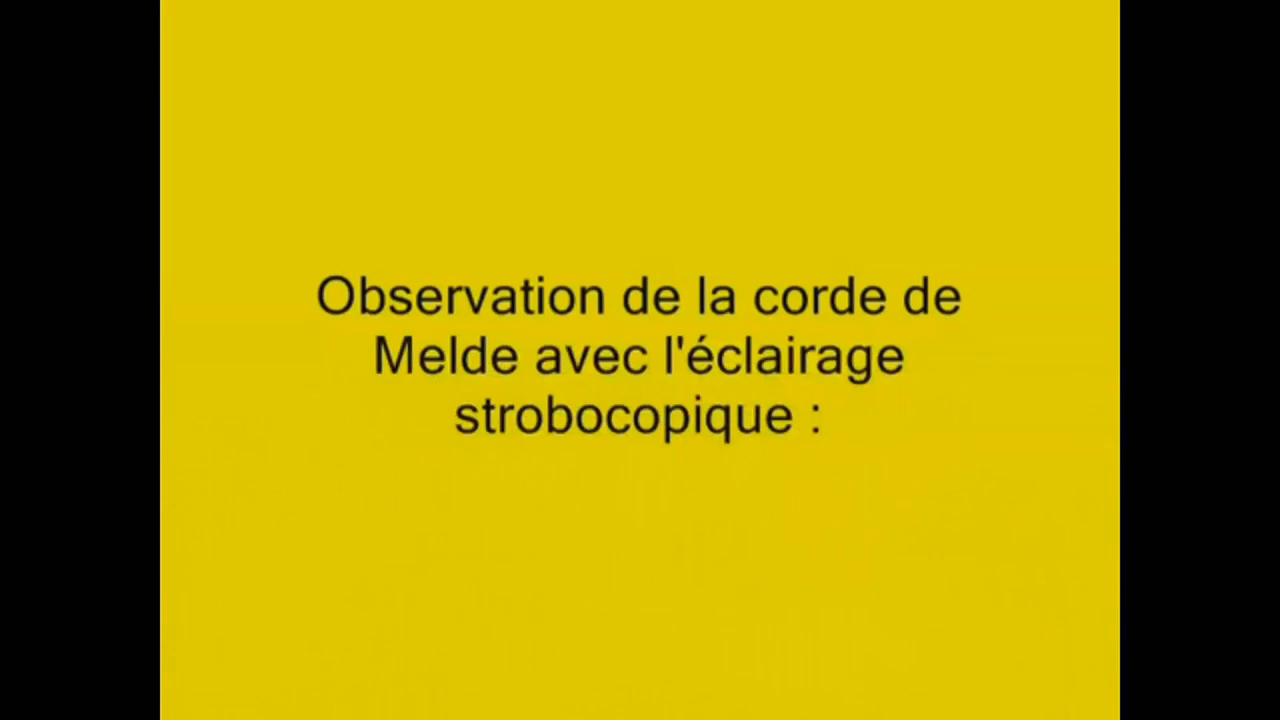 Observation de la corde de
Melde avec l'éclairage
strobocopique :